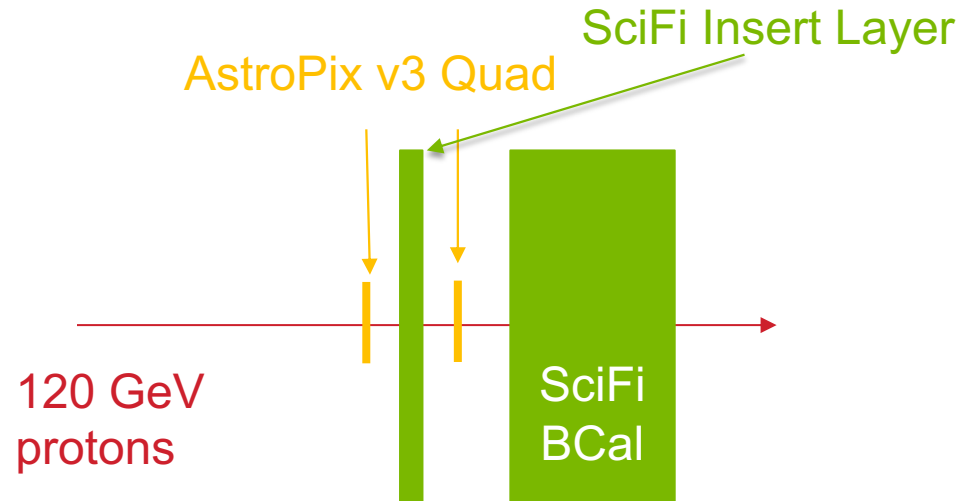 SciFi Insert Layer
AstroPix v3 Quad
120 GeV
protons
SciFi
BCal